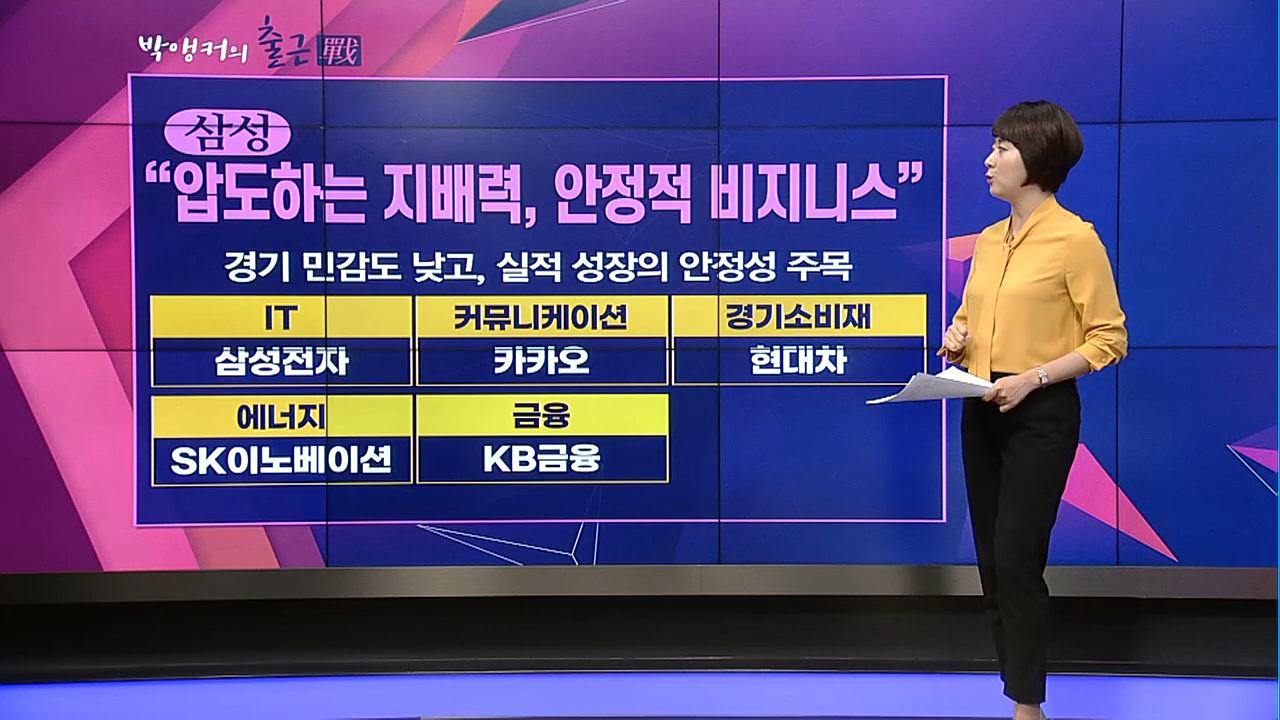 박앵커의 출근 戰
삼성
“압도하는 지배력, 안정적 비지니스”
경기 민감도 낮고, 실적 성장의 안정성 주목
IT 커뮤니케이션 경기소비재
삼성전자 카카오 현대차
에너지 금융
SK이노베이션 KB금융